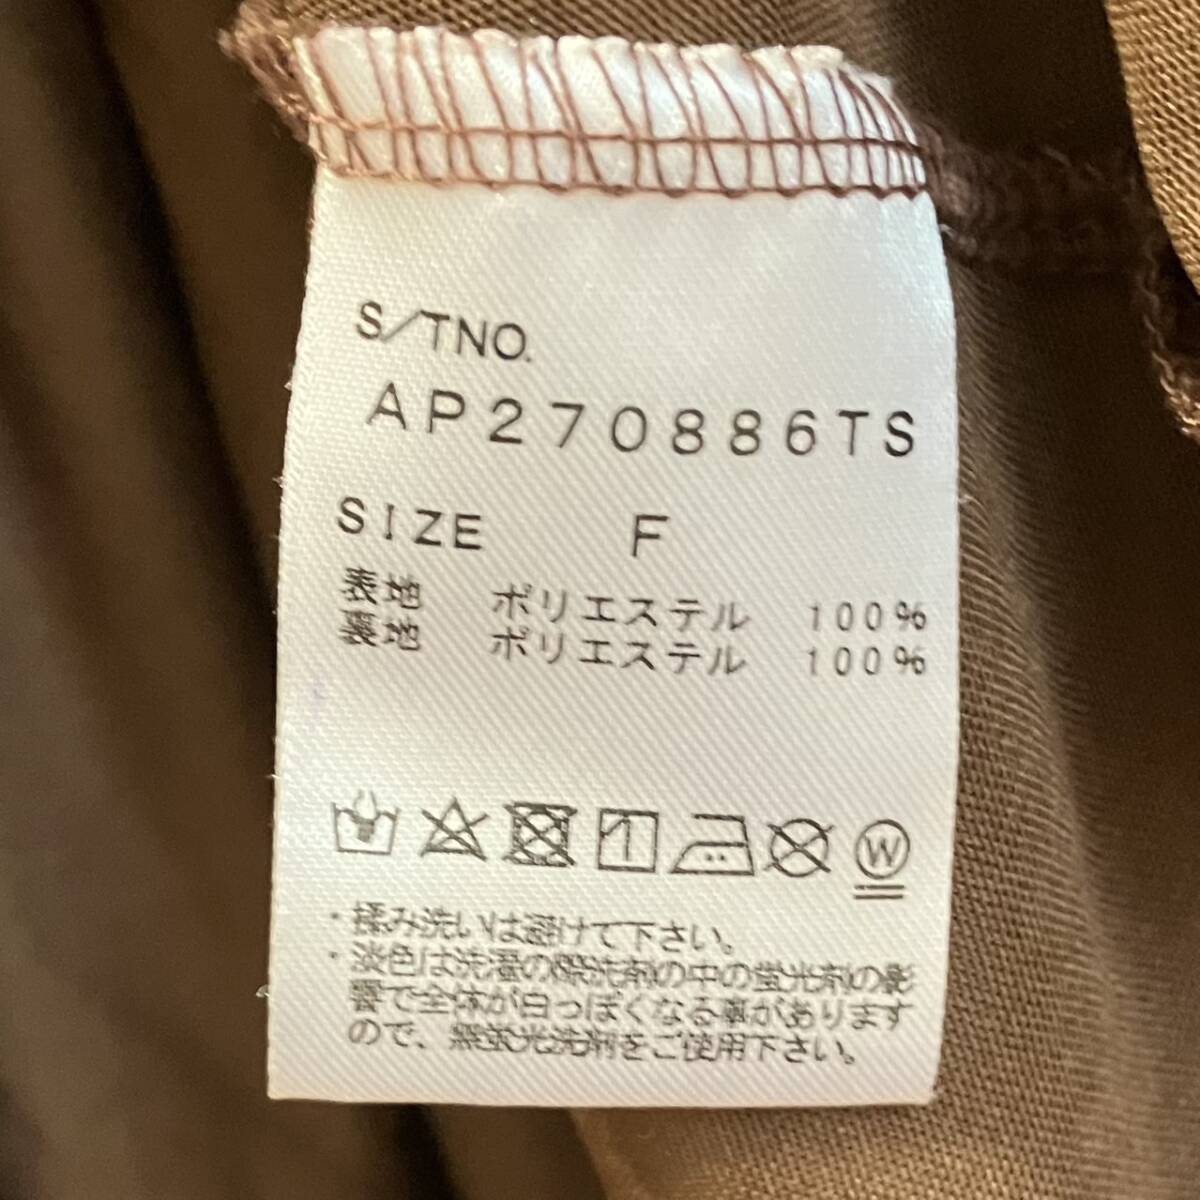 S/TNO.
AP270886TS
SIZE F
表地 ポリエステル 100%
裏地 ポリエステル 100%
W
・揉み洗いは避けて下さい。
・淡色は洗濯の際洗剤の中の蛍光剤の影
響で全体が白っぽくなる事があります
ので、無蛍光洗剤をご使用下さい。